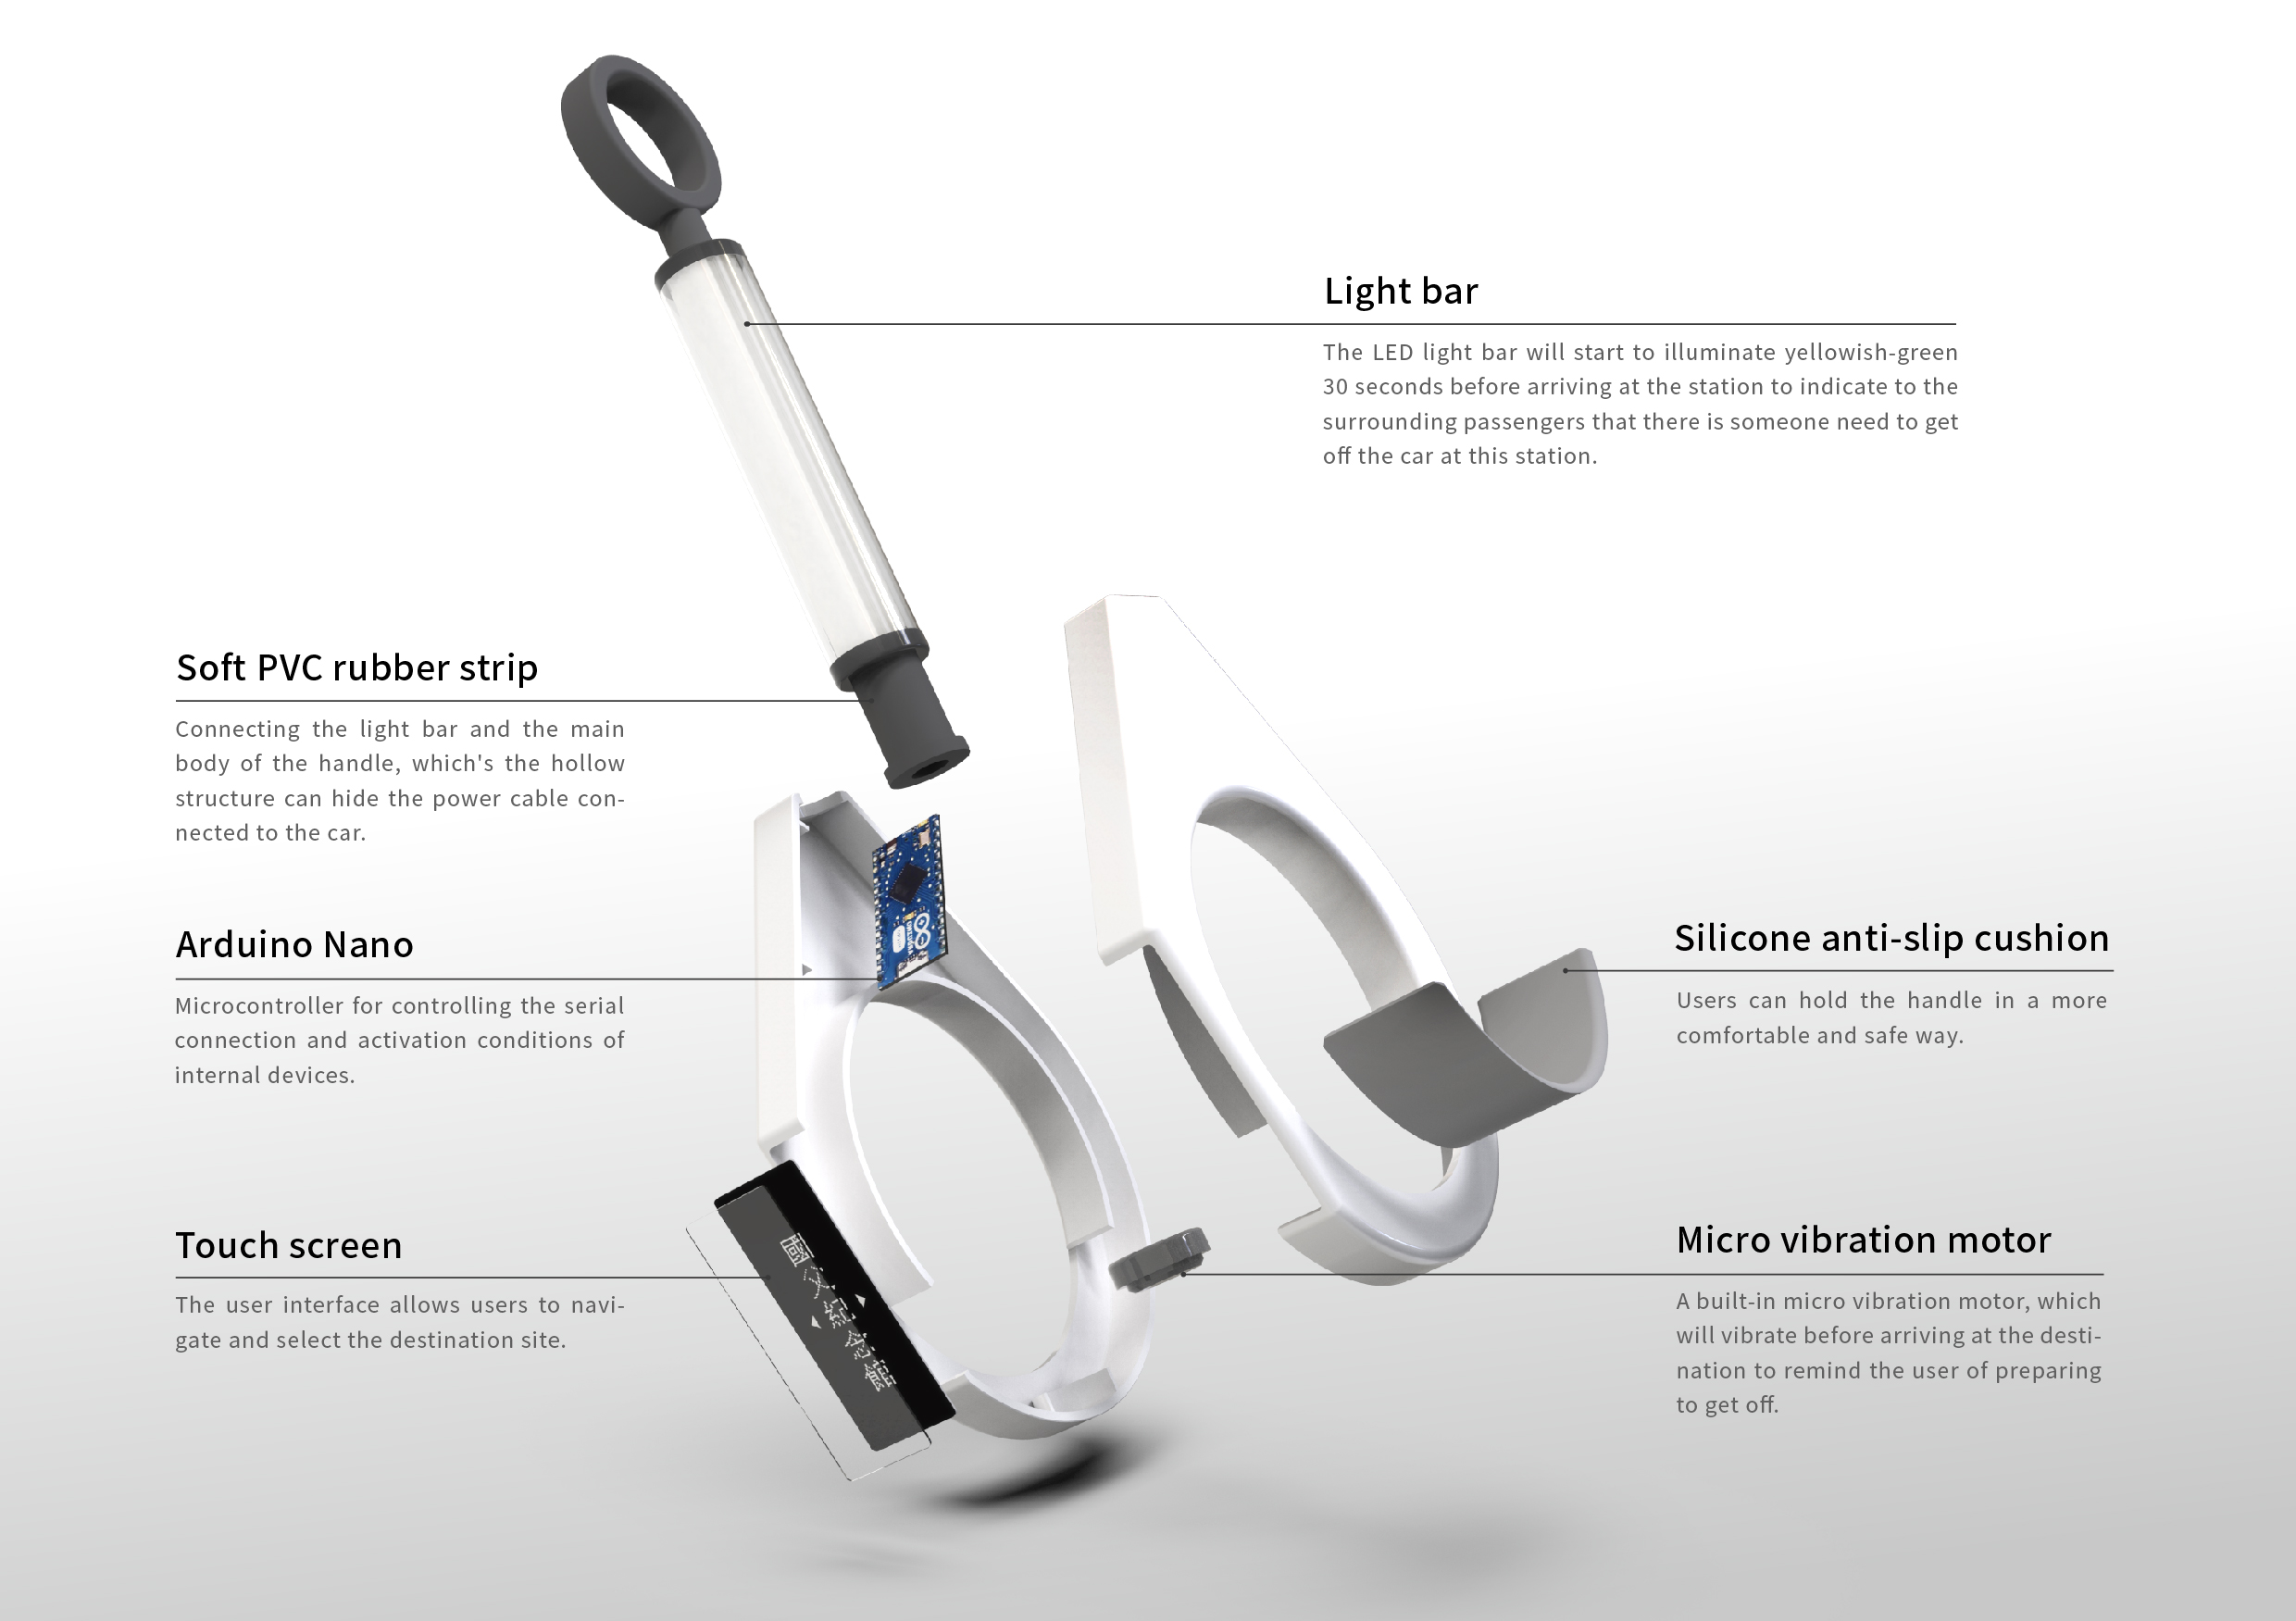 Light bar
The LED light bar will start to illuminate yellowish-green
30 seconds before arriving at the station to indicate to the
surrounding passengers that there is someone need to get
off the car at this station.
Soft PVC rubber strip
Connecting the light bar and the main
body of the handle, which's the hollow
structure can hide the power cable con-
nected to the car.
Arduino Nano
Microcontroller for controlling the serial
connection and activation conditions of
internal devices.
Touch screen
The user interface allows users to navi-
gate and select the destination site.
國父紀念館
Silicone anti-slip cushion
Users can hold the handle in a more
comfortable and safe way.
Micro vibration motor
A built-in micro vibration motor, which
will vibrate before arriving at the desti-
nation to remind the user of preparing
to get off.